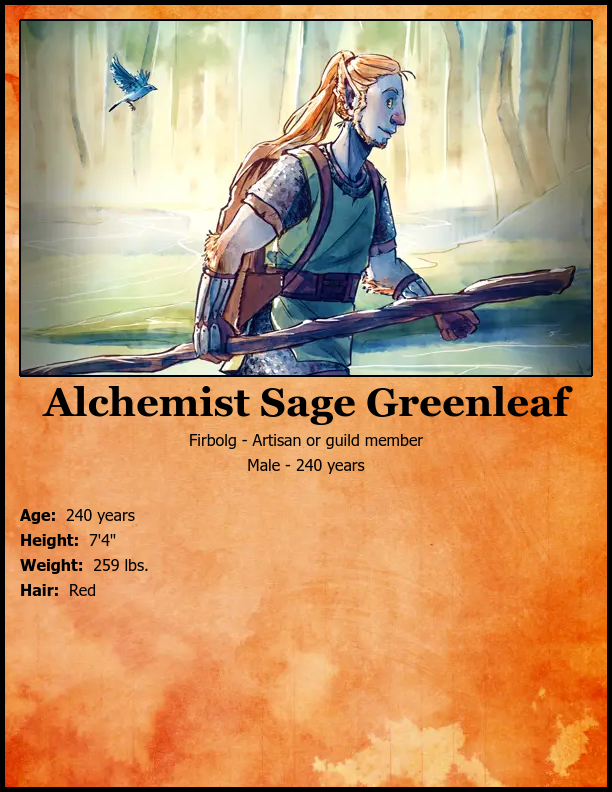 Alchemist Sage Greenleaf
Firbolg - Artisan or guild member
Male - 240 years
Age: 240 years
Height: 7'4"
Weight: 259 lbs.
Hair: Red